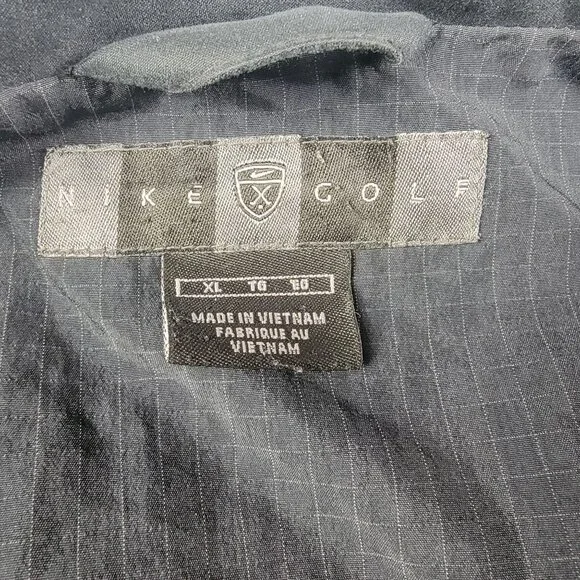 NIKE GOLF
XL TG EG
MADE IN VIETNAM
FABRIQUE AU
VIETNAM